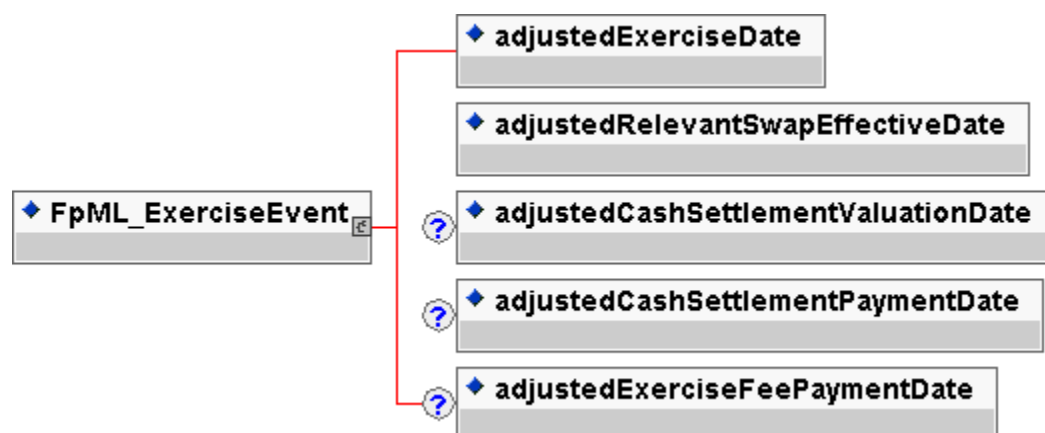 adjustedExerciseDate
adjustedRelevantSwapEffectiveDate
FpML_ExerciseEvent
? adjustedCashSettlementValuationDate
? adjustedCashSettlementPaymentDate
? adjustedExerciseFeePaymentDate